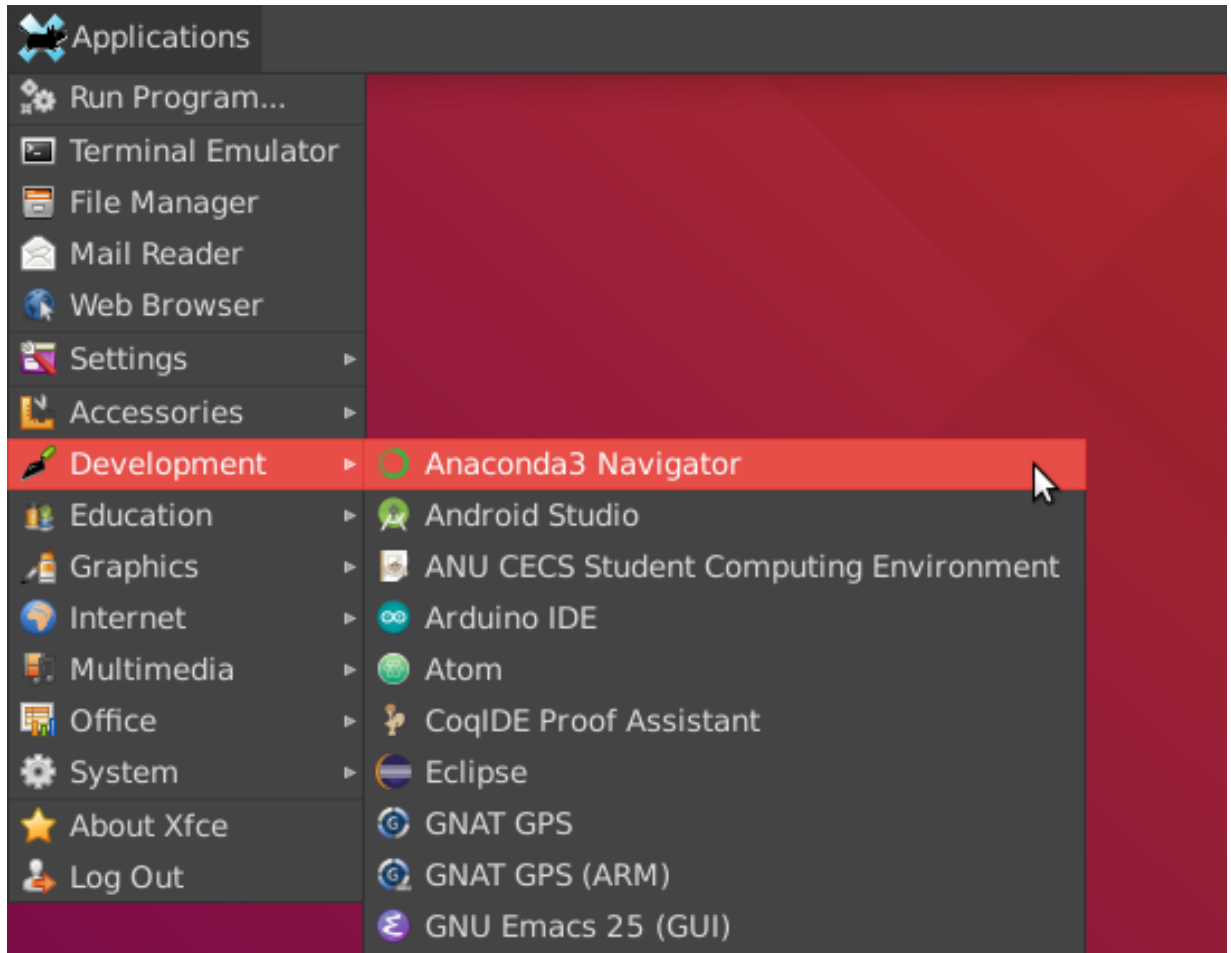 Applications
Run Program...
Terminal Emulator
File Manager
Mail Reader
Web Browser
Settings
Accessories
Development
Education
Graphics
Internet
Multimedia
Office
System
About Xfce
Log Out
Anaconda3 Navigator
Android Studio
ANU CECS Student Computing Environment
Arduino IDE
Atom
CoqIDE Proof Assistant
Eclipse
GNAT GPS
GNAT GPS (ARM)
GNU Emacs 25 (GUI)